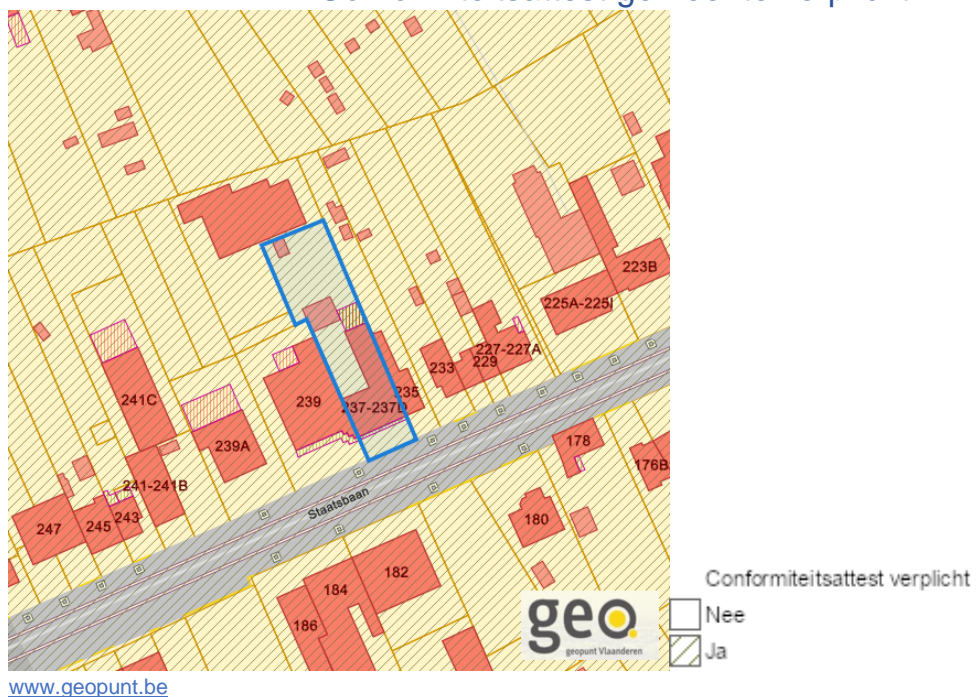 223B
225A-225I
227-227A
233
229
235
237-237D
239
241C
239A
178
176B
241-241B
247
245
243
Staatsbaan
180
182
184
186
geo
geopunt Vlaanderen
Conformiteitsattest verplicht
Nee
Ja
www.geopunt.be